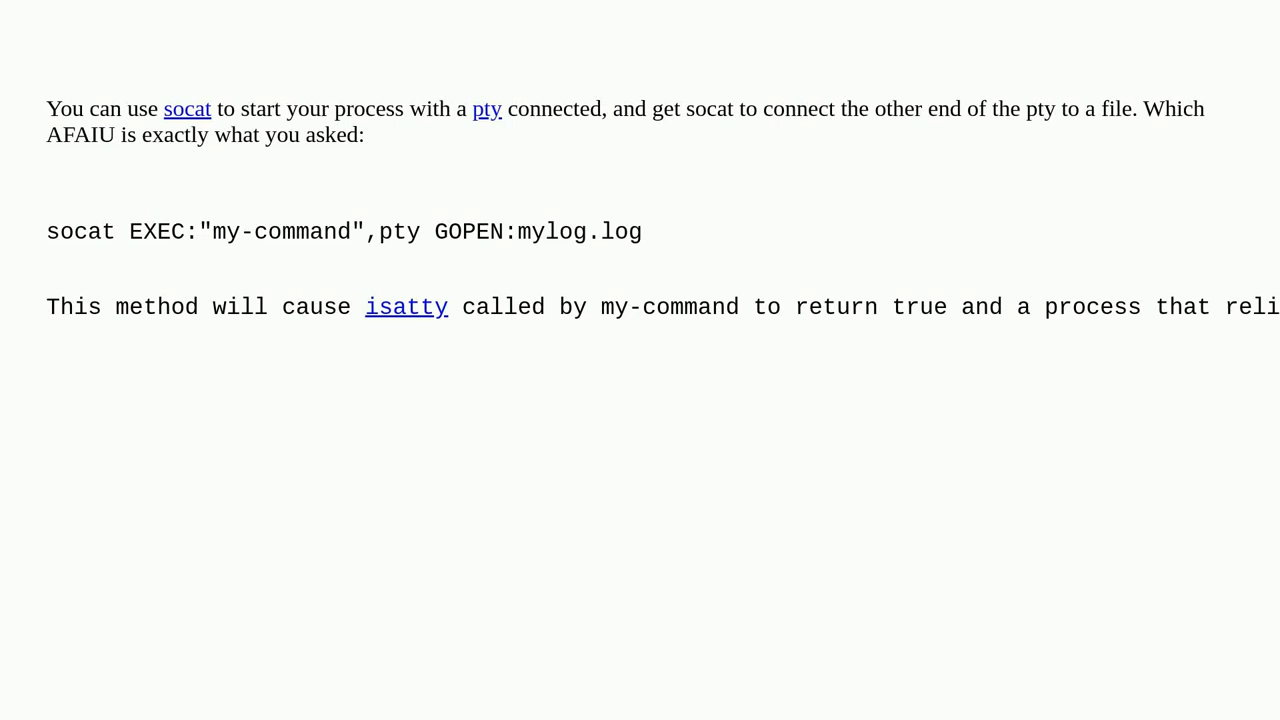 You can use socat to start your process with a pty connected, and get socat to connect the other end of the pty to a file. Which
AFAIU is exactly what you asked:
socat EXEC:"my-command",pty GOPEN:mylog.log
This method will cause isatty called by my-command to return true and a process that